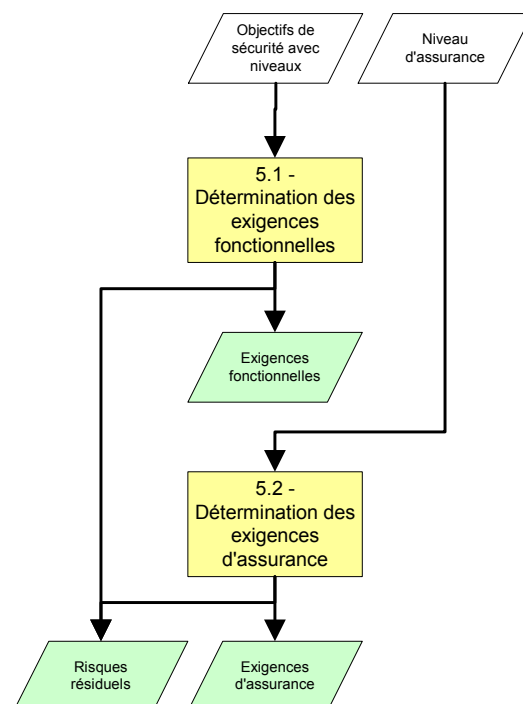 Objectifs de
sécurité avec
niveaux
Niveau
d'assurance
5.1 -
Détermination des
exigences
fonctionnelles
Exigences
fonctionnelles
5.2 -
Détermination des
exigences
d'assurance
Risques
résiduels
Exigences
d'assurance